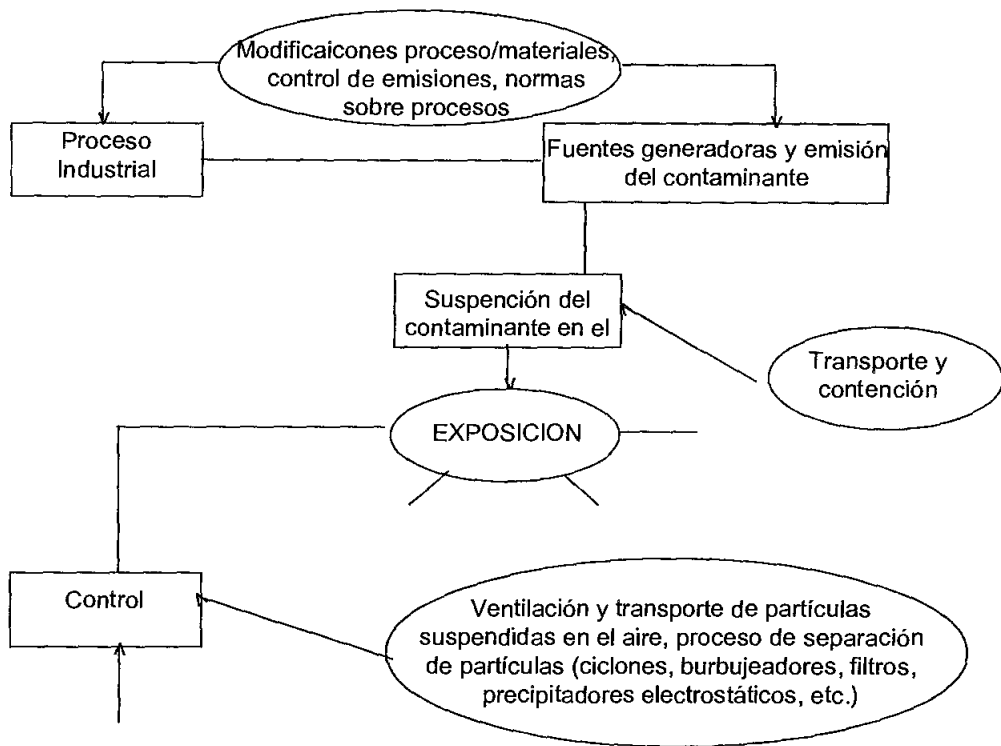 Modificaicones proceso/materiales,
control de emisiones, normas
sobre procesos
Proceso
Industrial
Fuentes generadoras y emisión
del contaminante
Suspención del
contaminante en el
Transporte y
contención
EXPOSICION
Control
Ventilación y transporte de partículas
suspendidas en el aire, proceso de separación
de partículas (ciclones, burbujeadores, filtros,
precipitadores electrostáticos, etc.)